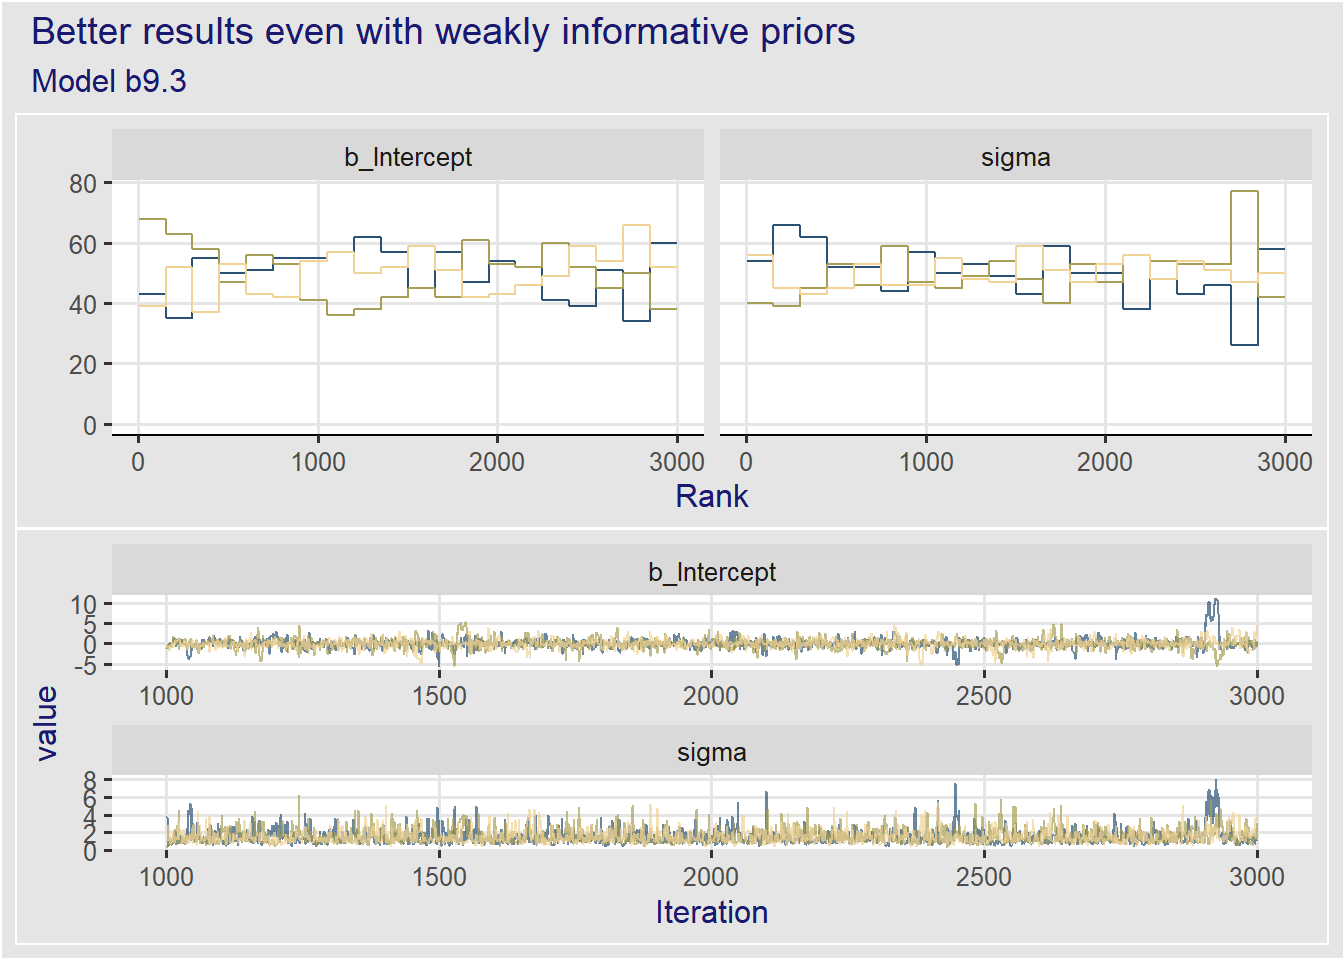 Better results even with weakly informative priors
Model b9.3
b_Intercept
sigma
80
60
40
20
0
0 1000 2000 3000
0 1000 2000 3000
Rank
b_Intercept
10
5
0
-5
1000 1500 2000 2500 3000
value
sigma
8
6
4
2
0
1000 1500 2000 2500 3000
Iteration